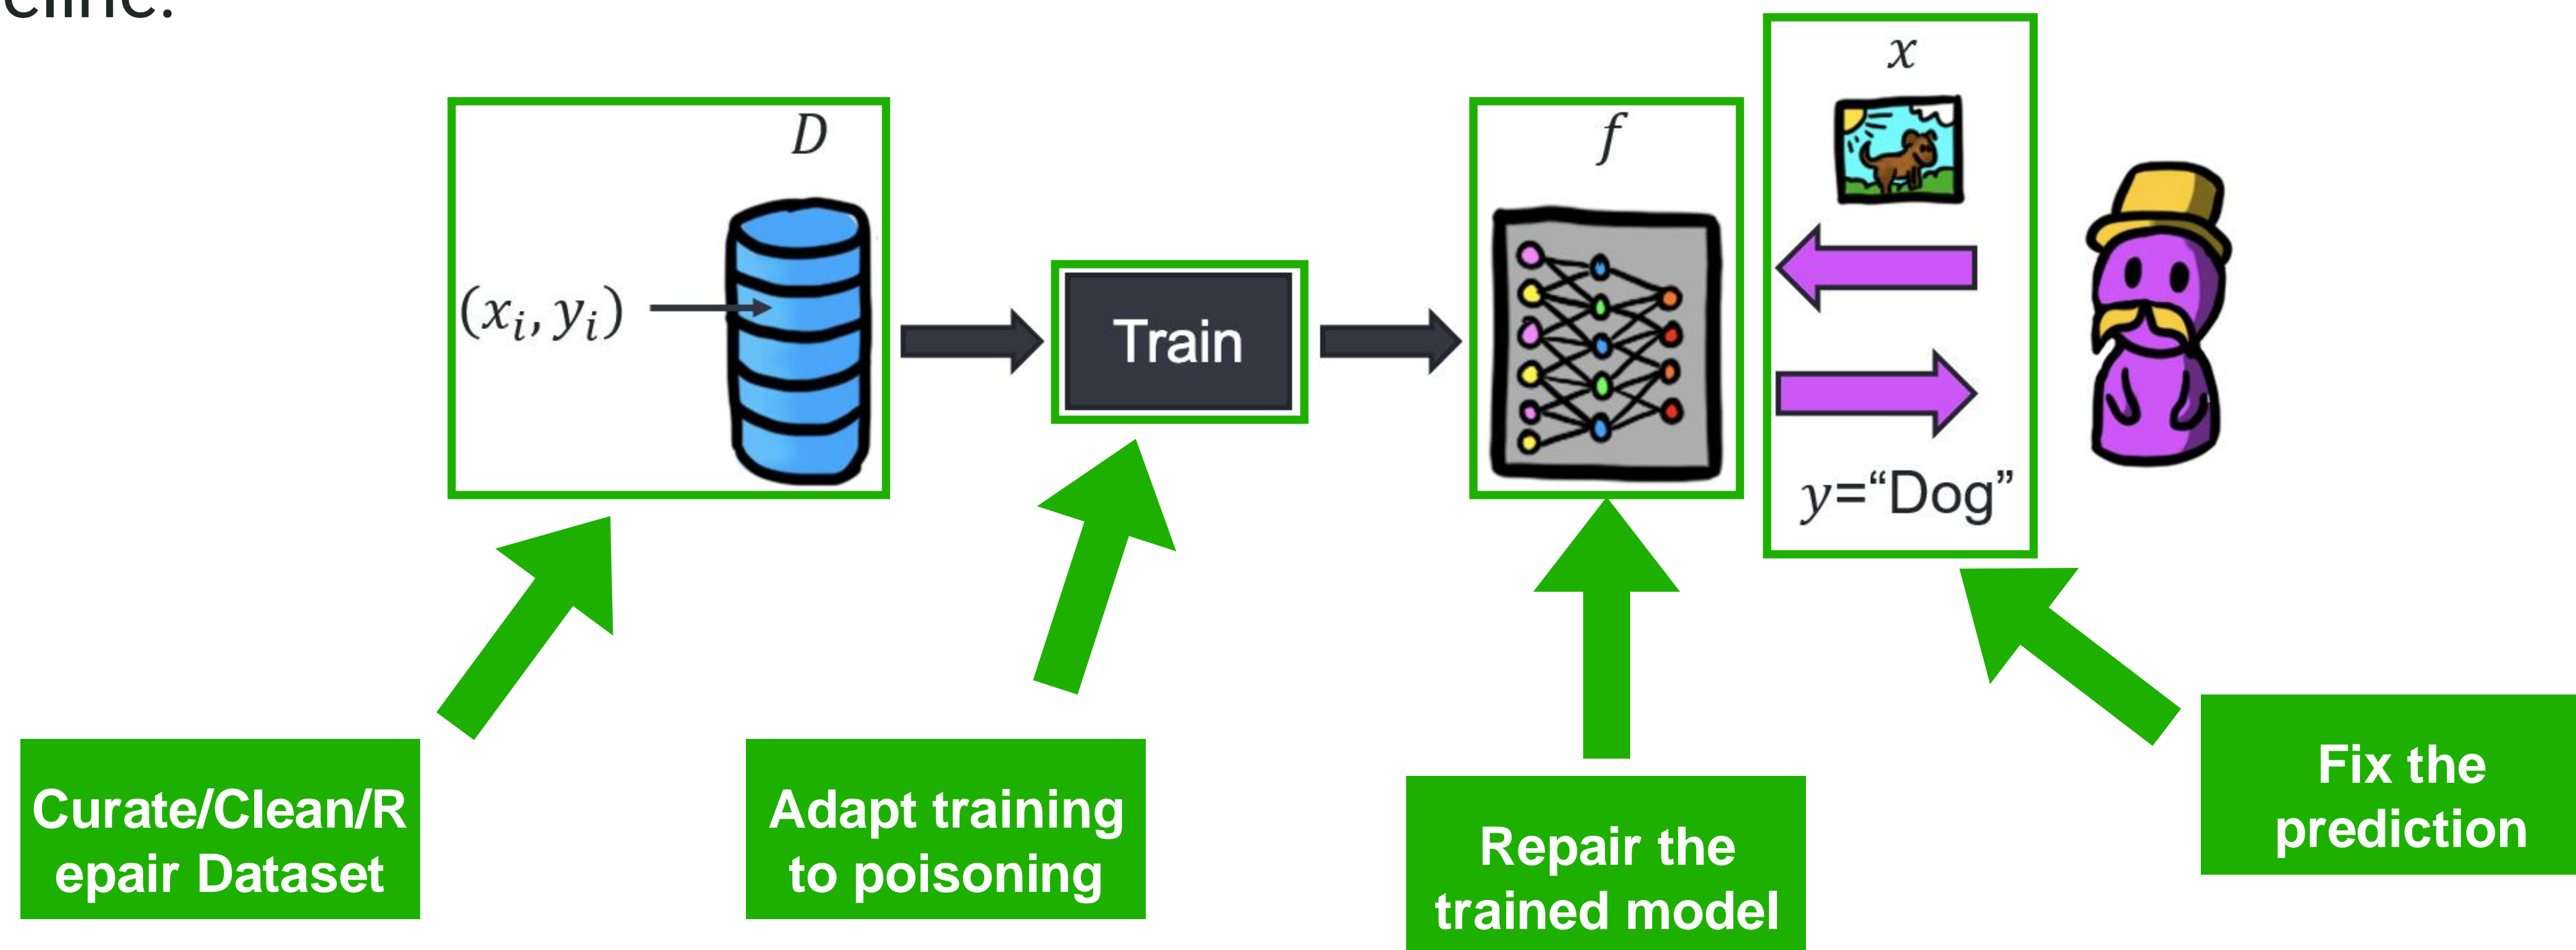 eline:
x
D
f
(xᵢ, yᵢ)
Train
y="Dog"
Curate/Clean/R
epair Dataset
Adapt training
to poisoning
Repair the
trained model
Fix the
prediction